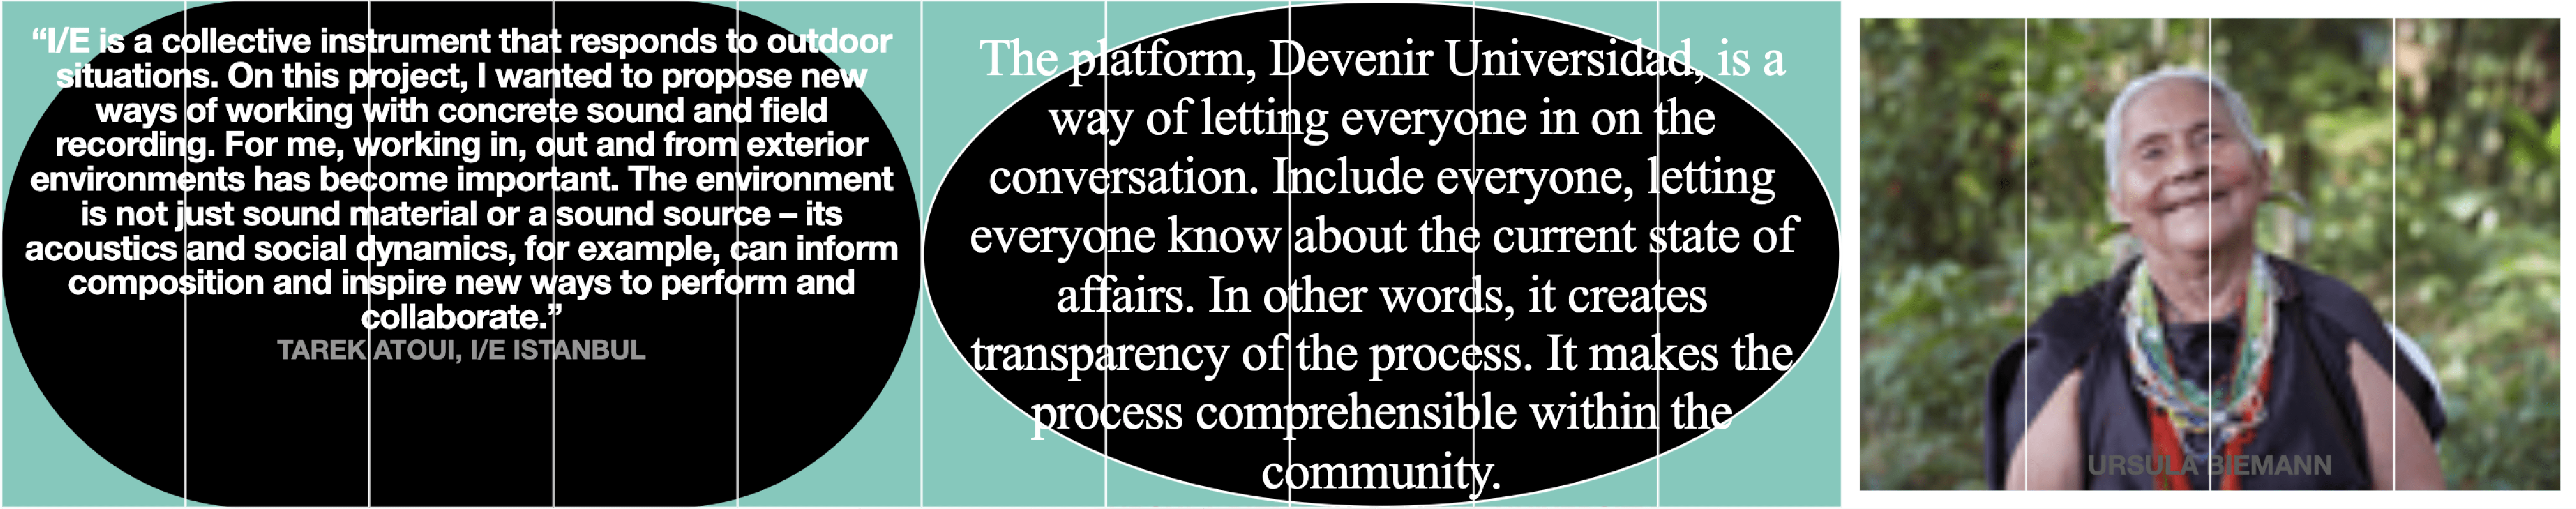 “I/E is a collective instrument that responds to outdoor
situations. On this project, I wanted to propose new
ways of working with concrete sound and field
recording. For me, working in, out and from exterior
environments has become important. The environment
is not just sound material or a sound source – its
acoustics and social dynamics, for example, can inform
composition and inspire new ways to perform and
collaborate.”
TAREK ATOUI, I/E ISTANBUL
The platform, Devenir Universidad, is a
way of letting everyone in on the
conversation. Include everyone, letting
everyone know about the current state of
affairs. In other words, it creates
transparency of the process. It makes the
process comprehensible within the
community.
URSULA BIEMANN